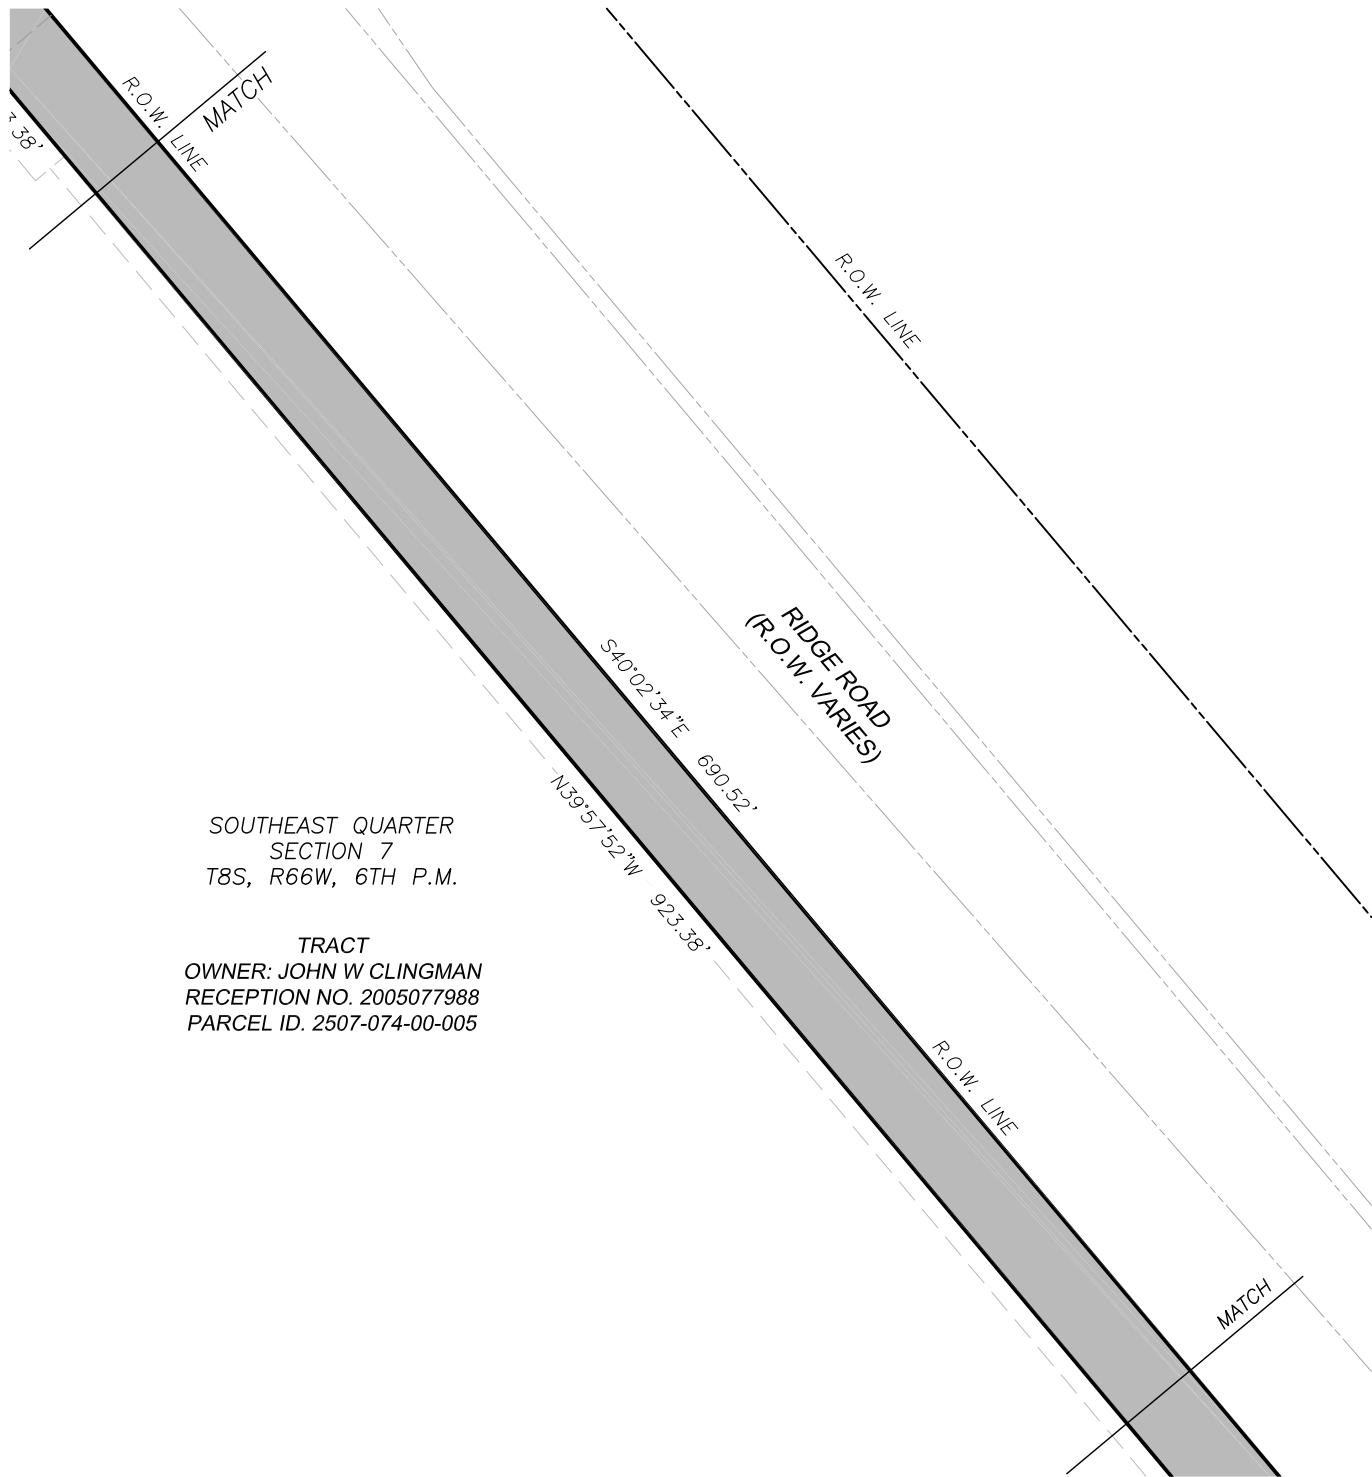 R.O.W. LINE
MATCH
3.38'
R.O.W. LINE
RIDGE ROAD
(R.O.W. VARIES)
S40°02'34"E 690.52'
N39°57'52"W 923.38'
SOUTHEAST QUARTER
SECTION 7
T8S, R66W, 6TH P.M.
TRACT
OWNER: JOHN W CLINGMAN
RECEPTION NO. 2005077988
PARCEL ID. 2507-074-00-005
R.O.W. LINE
MATCH